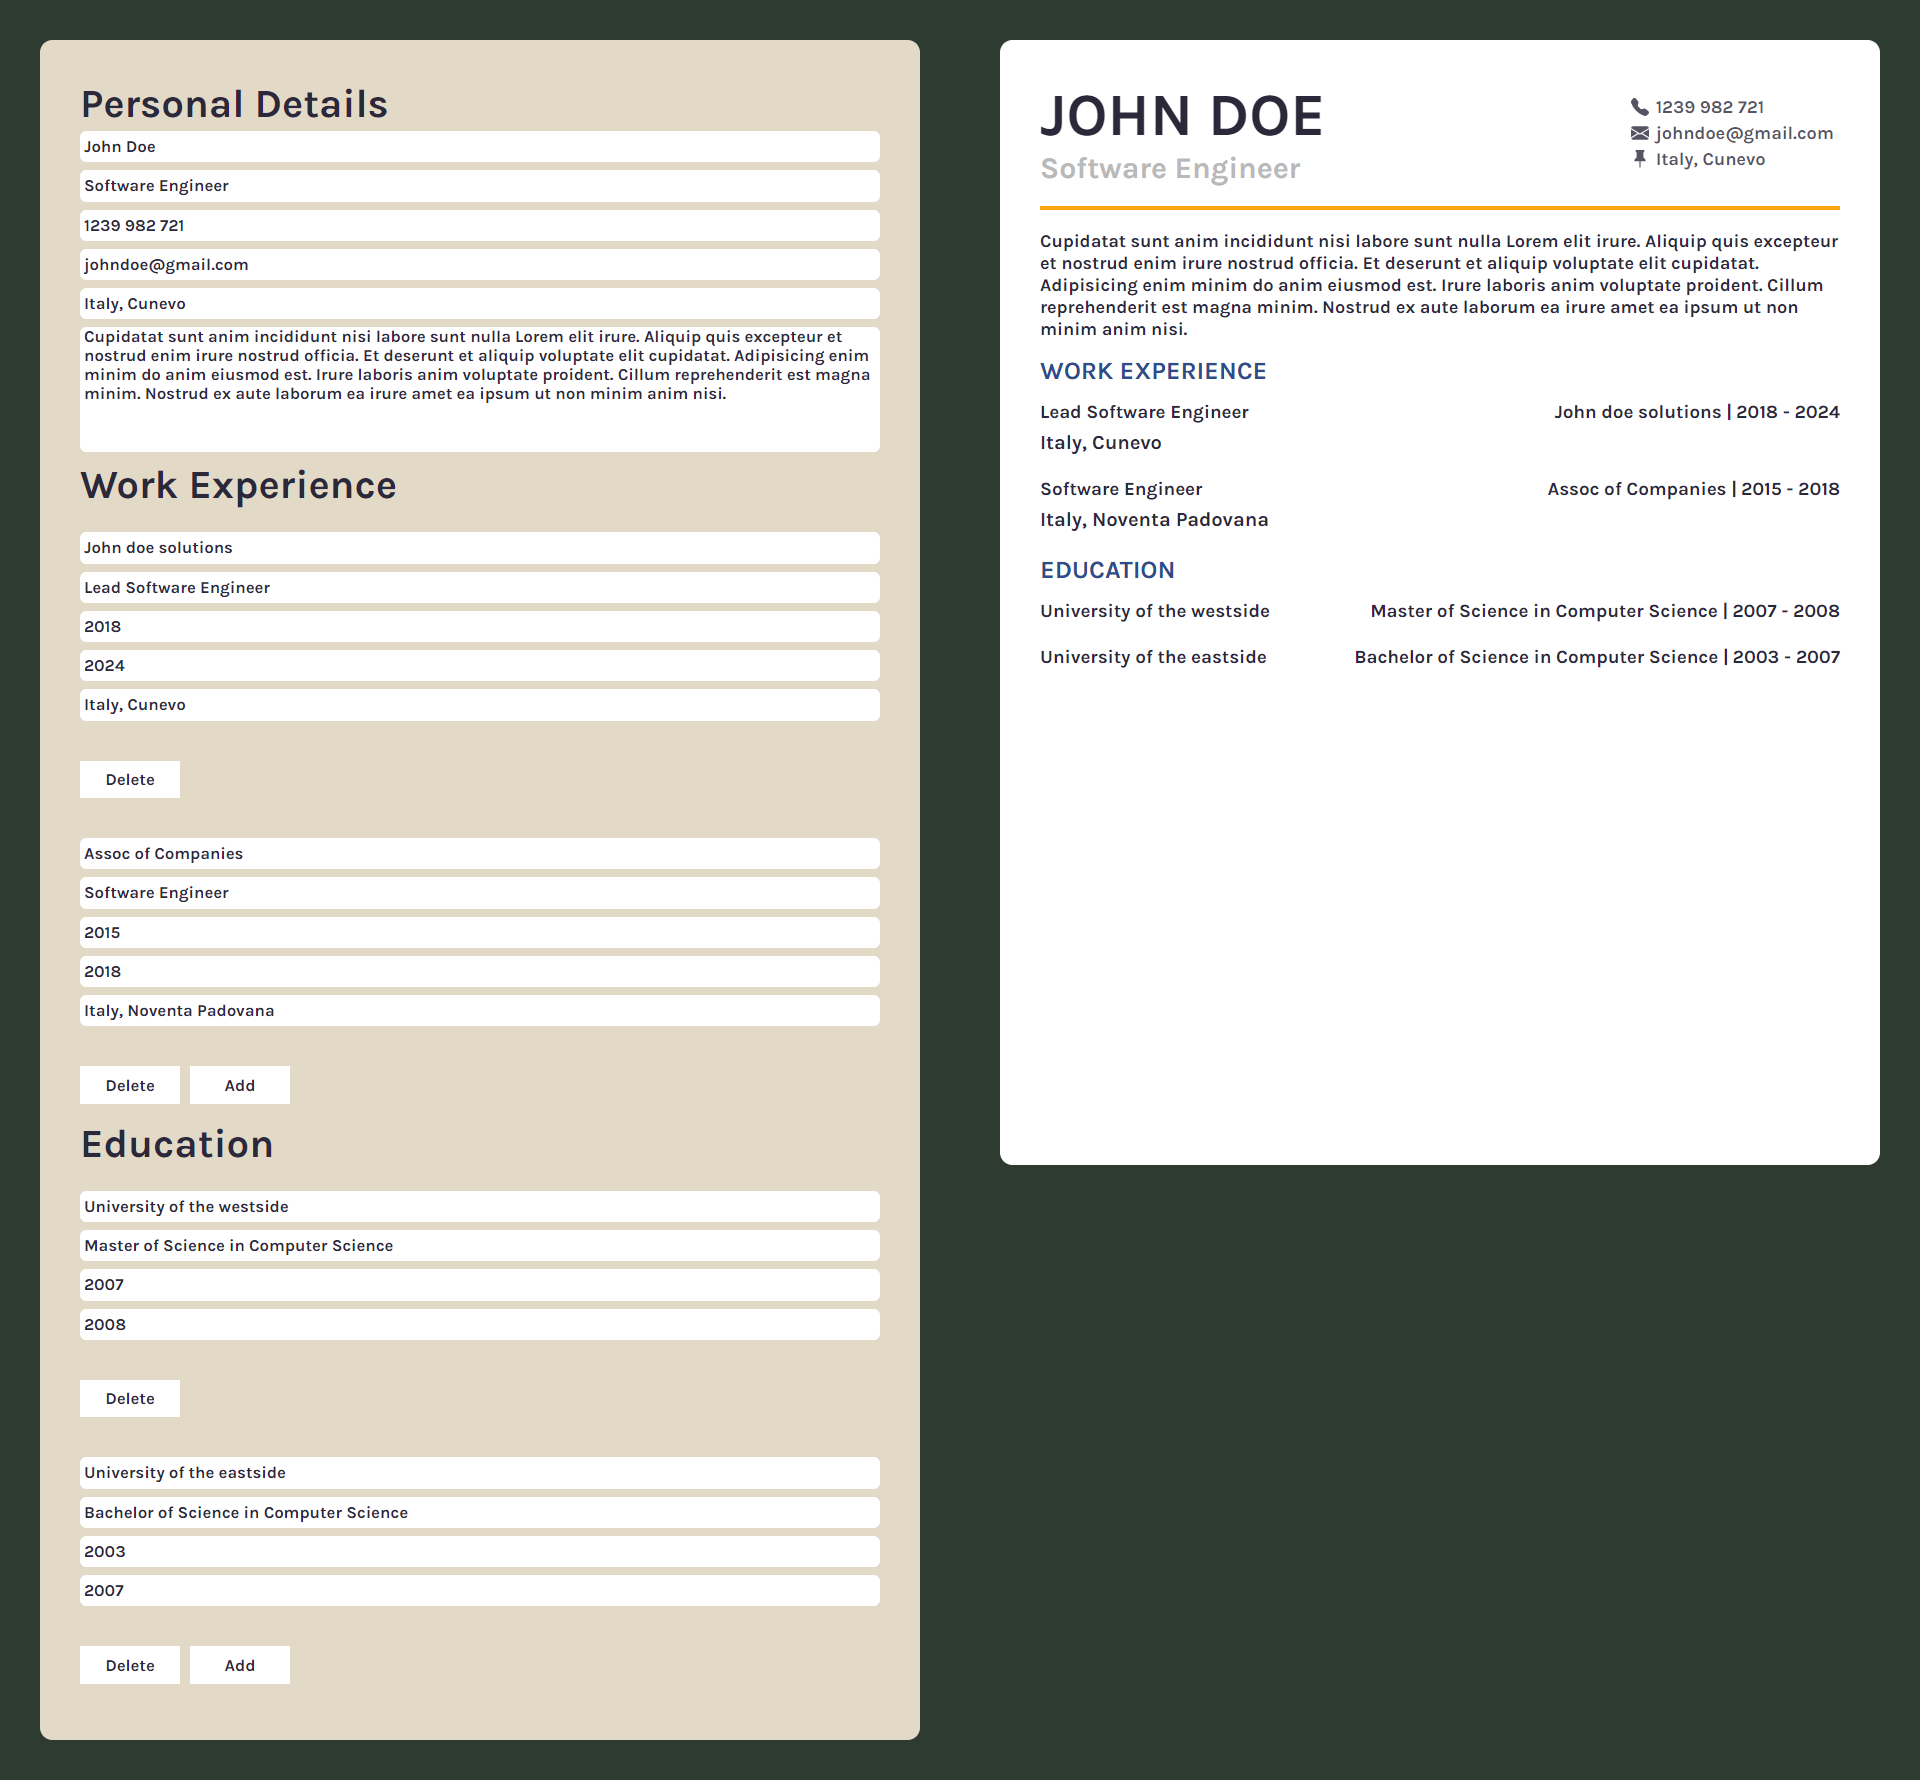 Personal Details
John Doe
Software Engineer
1239 982 721
johndoe@gmail.com
Italy, Cunevo
Cupidatat sunt anim incididunt nisi labore sunt nulla Lorem elit irure. Aliquip quis excepteur et
nostrud enim irure nostrud officia. Et deserunt et aliquip voluptate elit cupidatat. Adipisicing enim
minim do anim eiusmod est. Irure laboris anim voluptate proident. Cillum reprehenderit est magna
minim. Nostrud ex aute laborum ea irure amet ea ipsum ut non minim anim nisi.
Work Experience
John doe solutions
Lead Software Engineer
2018
2024
Italy, Cunevo
Delete
Assoc of Companies
Software Engineer
2015
2018
Italy, Noventa Padovana
Delete Add
Education
University of the westside
Master of Science in Computer Science
2007
2008
Delete
University of the eastside
Bachelor of Science in Computer Science
2003
2007
Delete Add
JOHN DOE
Software Engineer
1239 982 721
johndoe@gmail.com
Italy, Cunevo
Cupidatat sunt anim incididunt nisi labore sunt nulla Lorem elit irure. Aliquip quis excepteur
et nostrud enim irure nostrud officia. Et deserunt et aliquip voluptate elit cupidatat.
Adipisicing enim minim do anim eiusmod est. Irure laboris anim voluptate proident. Cillum
reprehenderit est magna minim. Nostrud ex aute laborum ea irure amet ea ipsum ut non
minim anim nisi.
WORK EXPERIENCE
Lead Software Engineer John doe solutions | 2018 - 2024
Italy, Cunevo
Software Engineer Assoc of Companies | 2015 - 2018
Italy, Noventa Padovana
EDUCATION
University of the westside Master of Science in Computer Science | 2007 - 2008
University of the eastside Bachelor of Science in Computer Science | 2003 - 2007